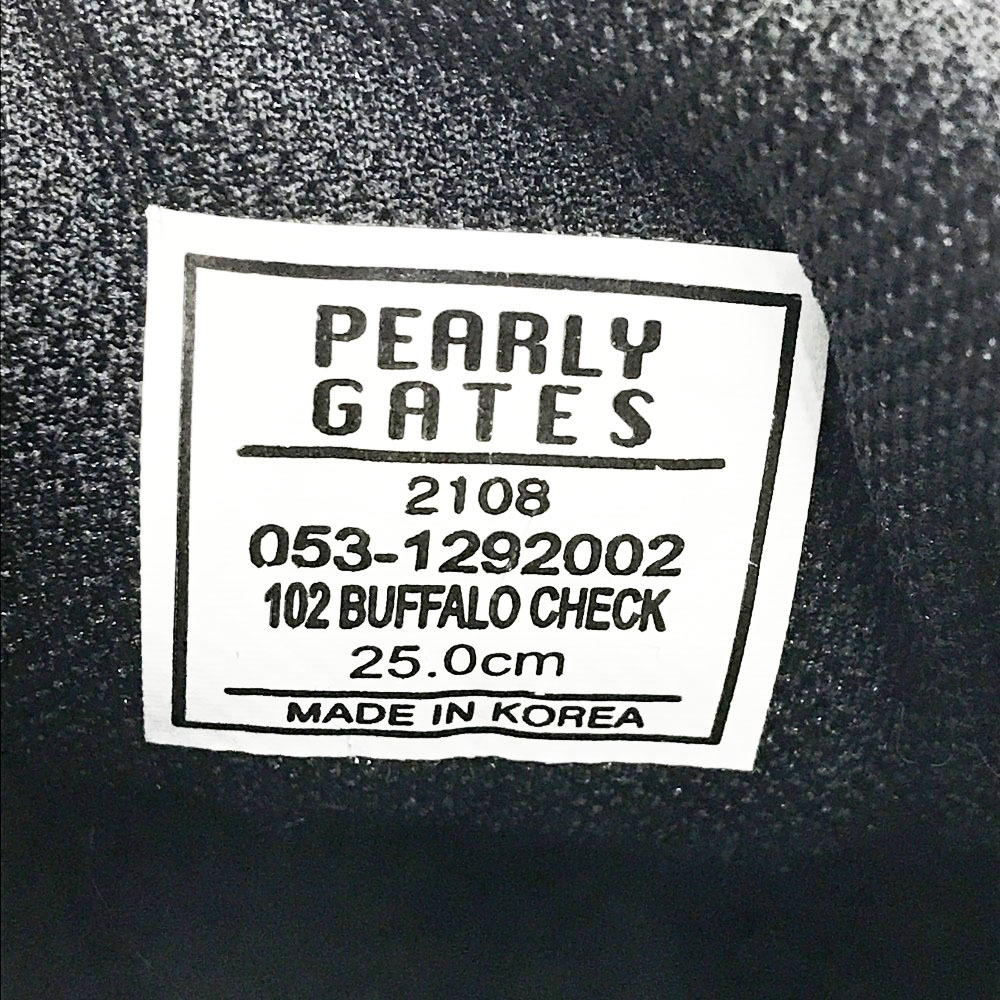 PEARLY
GATES
2108
053-1292002
102 BUFFALO CHECK
25.0cm
MADE IN KOREA